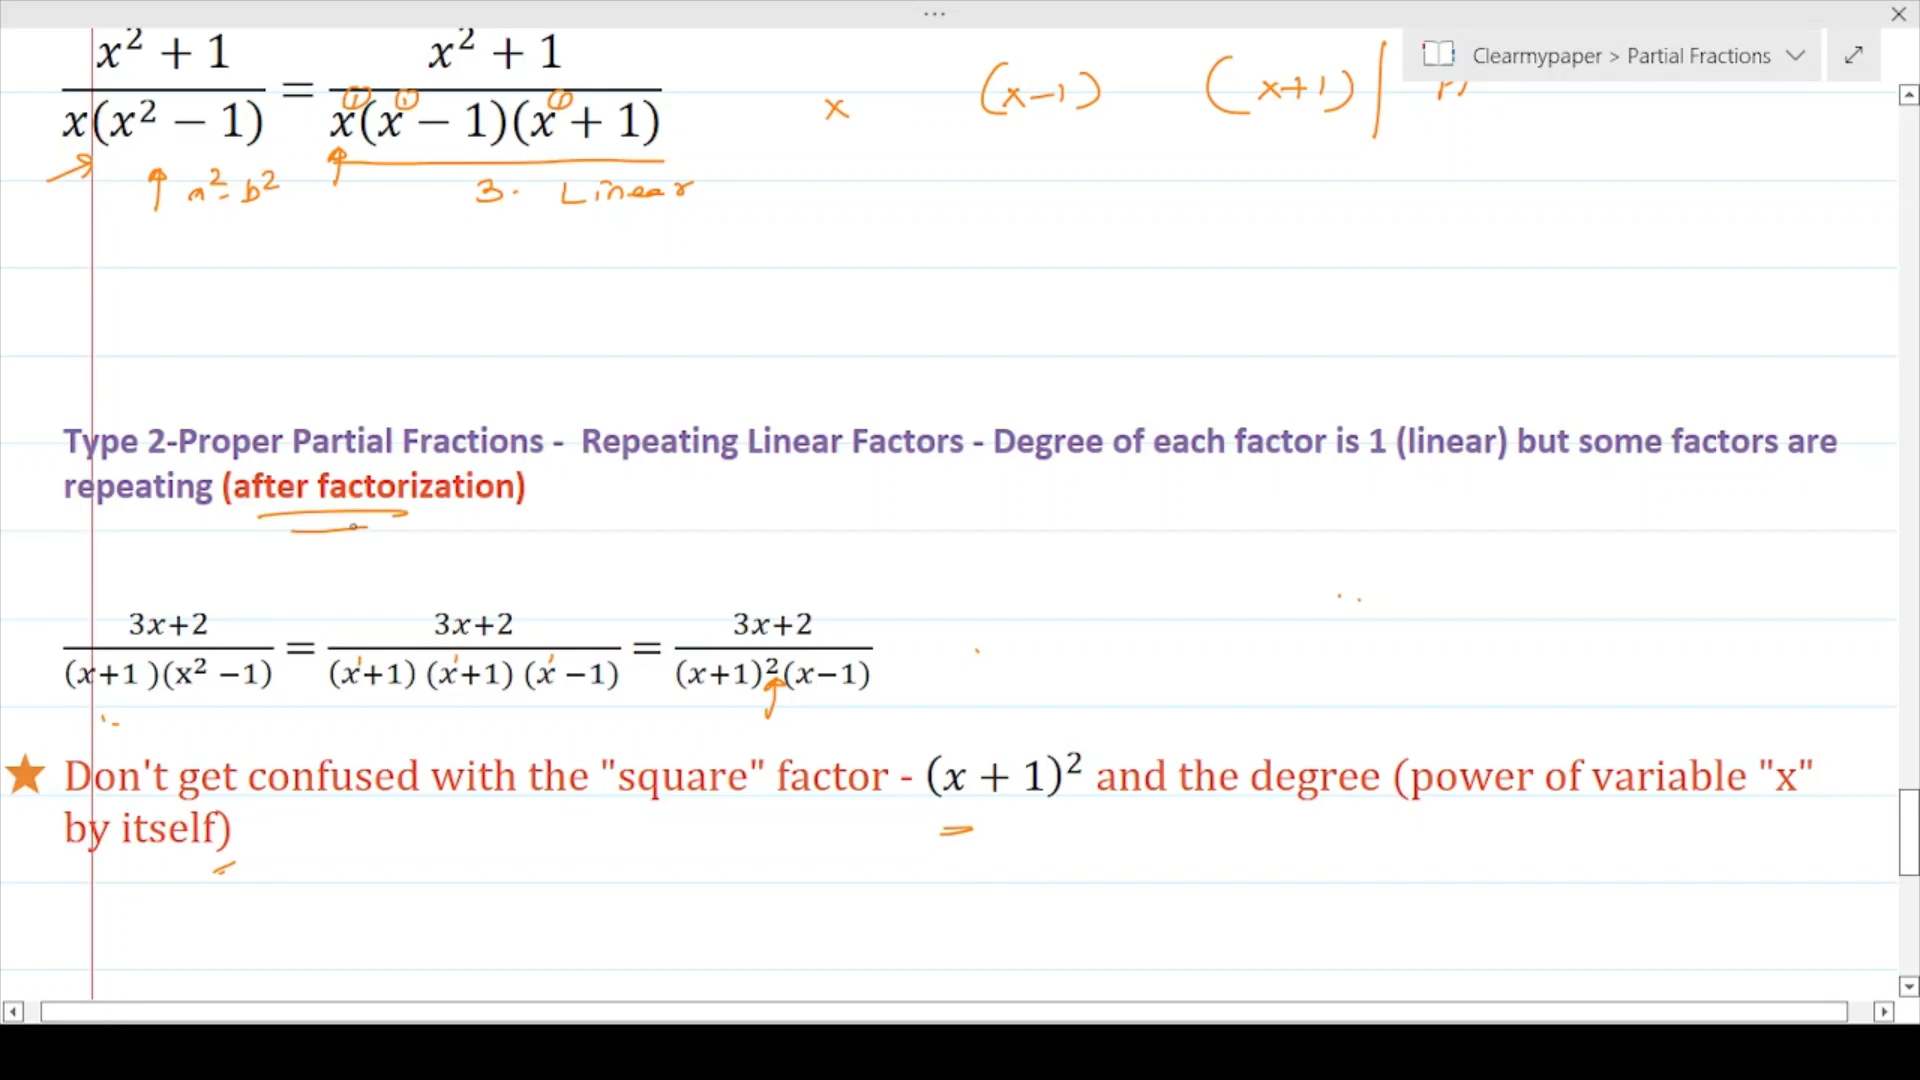 Clearmypaper > Partial Fractions
x² + 1 / x(x² − 1) = x² + 1 / x(x − 1)(x + 1)
① ① ①
x (x−1) (x+1)
a² − b² 3. Linear
Type 2-Proper Partial Fractions - Repeating Linear Factors - Degree of each factor is 1 (linear) but some factors are
repeating (after factorization)
3x+2 / (x+1 )(x² −1) = 3x+2 / (x+1) (x+1) (x −1) = 3x+2 / (x+1)²(x−1)
Don't get confused with the "square" factor - (x + 1)² and the degree (power of variable "x"
by itself)